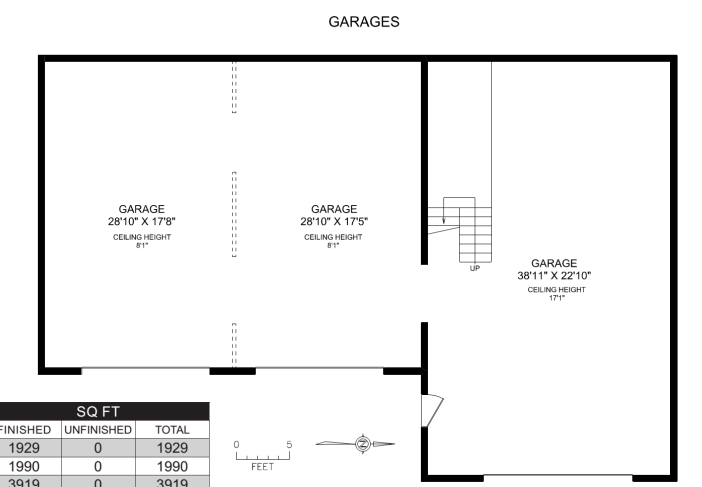 GARAGES
GARAGE
28'10" X 17'8"
CEILING HEIGHT
8'1"
GARAGE
28'10" X 17'5"
CEILING HEIGHT
8'1"
UP
GARAGE
38'11" X 22'10"
CEILING HEIGHT
17'1"
SQ FT
FINISHED UNFINISHED TOTAL
1929 0 1929
1990 0 1990
3919 0 3919
0 5
FEET
Z